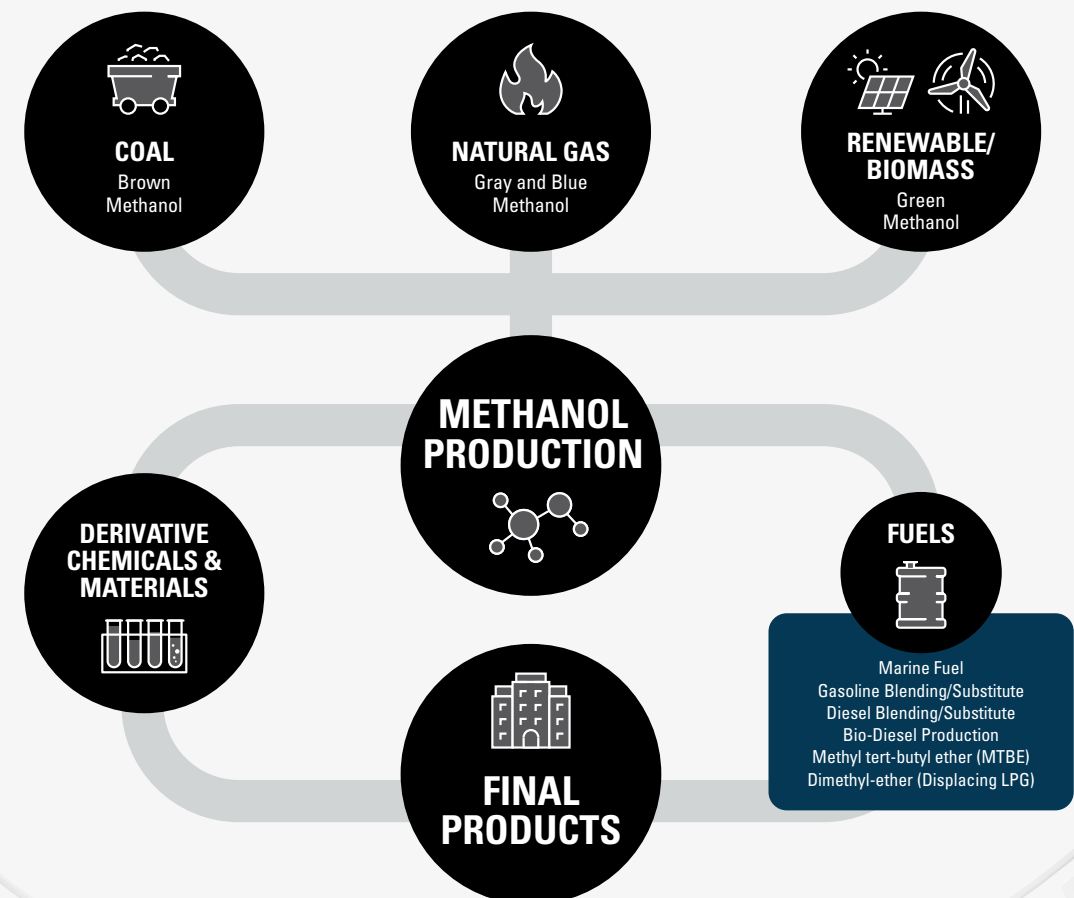 COAL
Brown
Methanol
NATURAL GAS
Gray and Blue
Methanol
RENEWABLE/
BIOMASS
Green
Methanol
METHANOL
PRODUCTION
DERIVATIVE
CHEMICALS &
MATERIALS
FUELS
Marine Fuel
Gasoline Blending/Substitute
Diesel Blending/Substitute
Bio-Diesel Production
Methyl tert-butyl ether (MTBE)
Dimethyl-ether (Displacing LPG)
FINAL
PRODUCTS